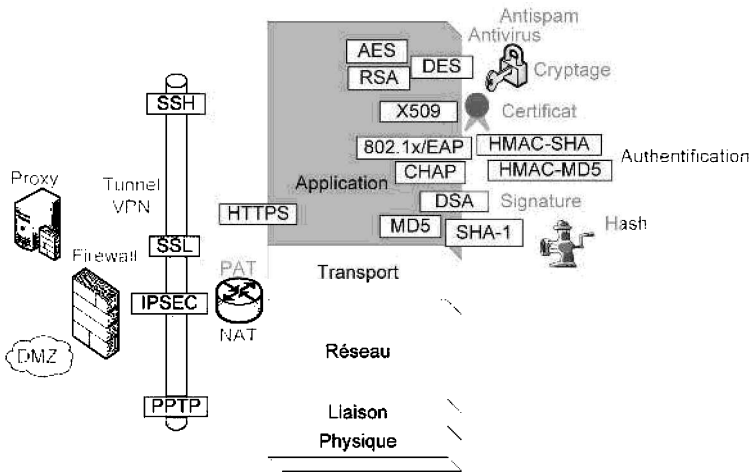 Antispam
Antivirus
AES
DES
RSA
Cryptage
SSH
X509
Certificat
802.1x/EAP
HMAC-SHA
Authentification
CHAP
HMAC-MD5
Proxy
Tunnel
VPN
Application
DSA
Signature
HTTPS
MD5
SHA-1
Hash
SSL
Firewall
PAT
Transport
IPSEC
NAT
DMZ
Réseau
PPTP
Liaison
Physique